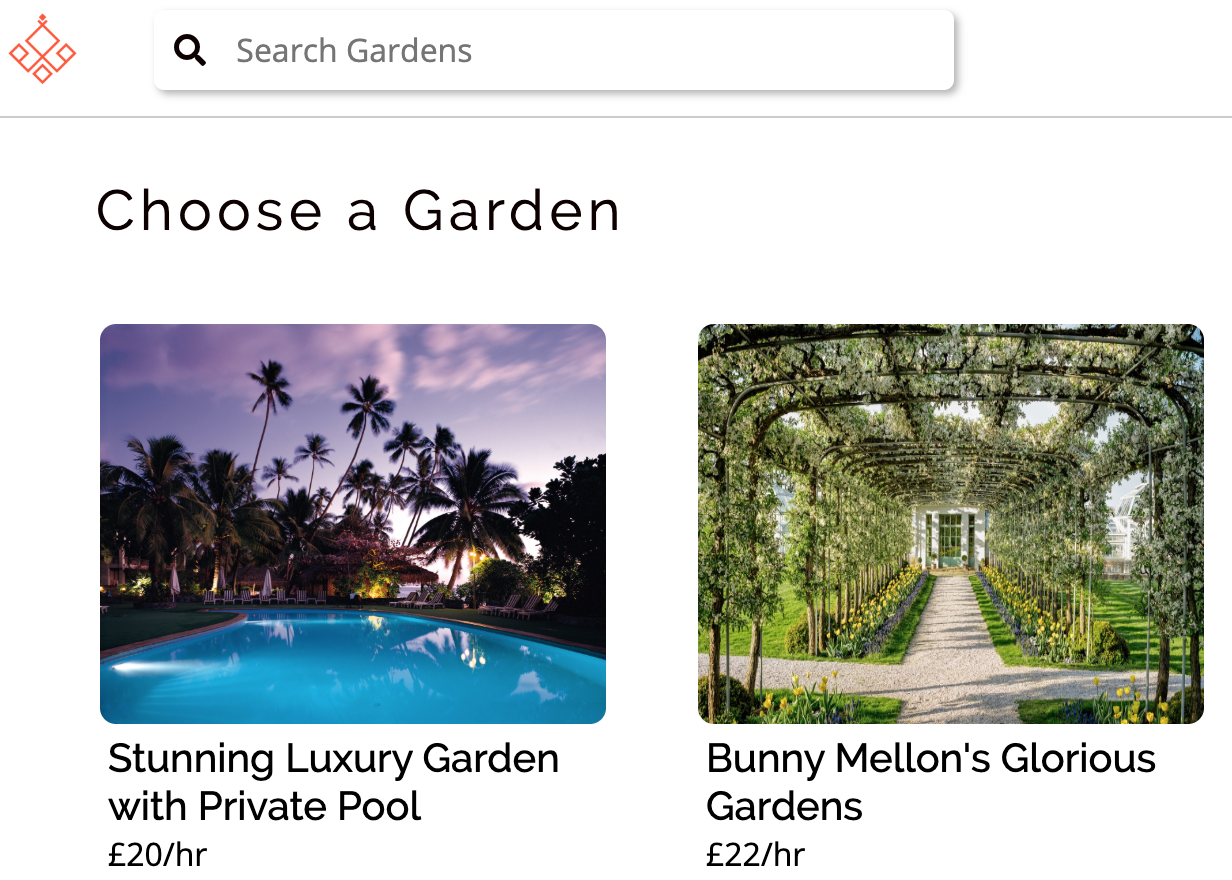 Search Gardens
Choose a Garden
Stunning Luxury Garden
with Private Pool
£20/hr
Bunny Mellon's Glorious
Gardens
£22/hr